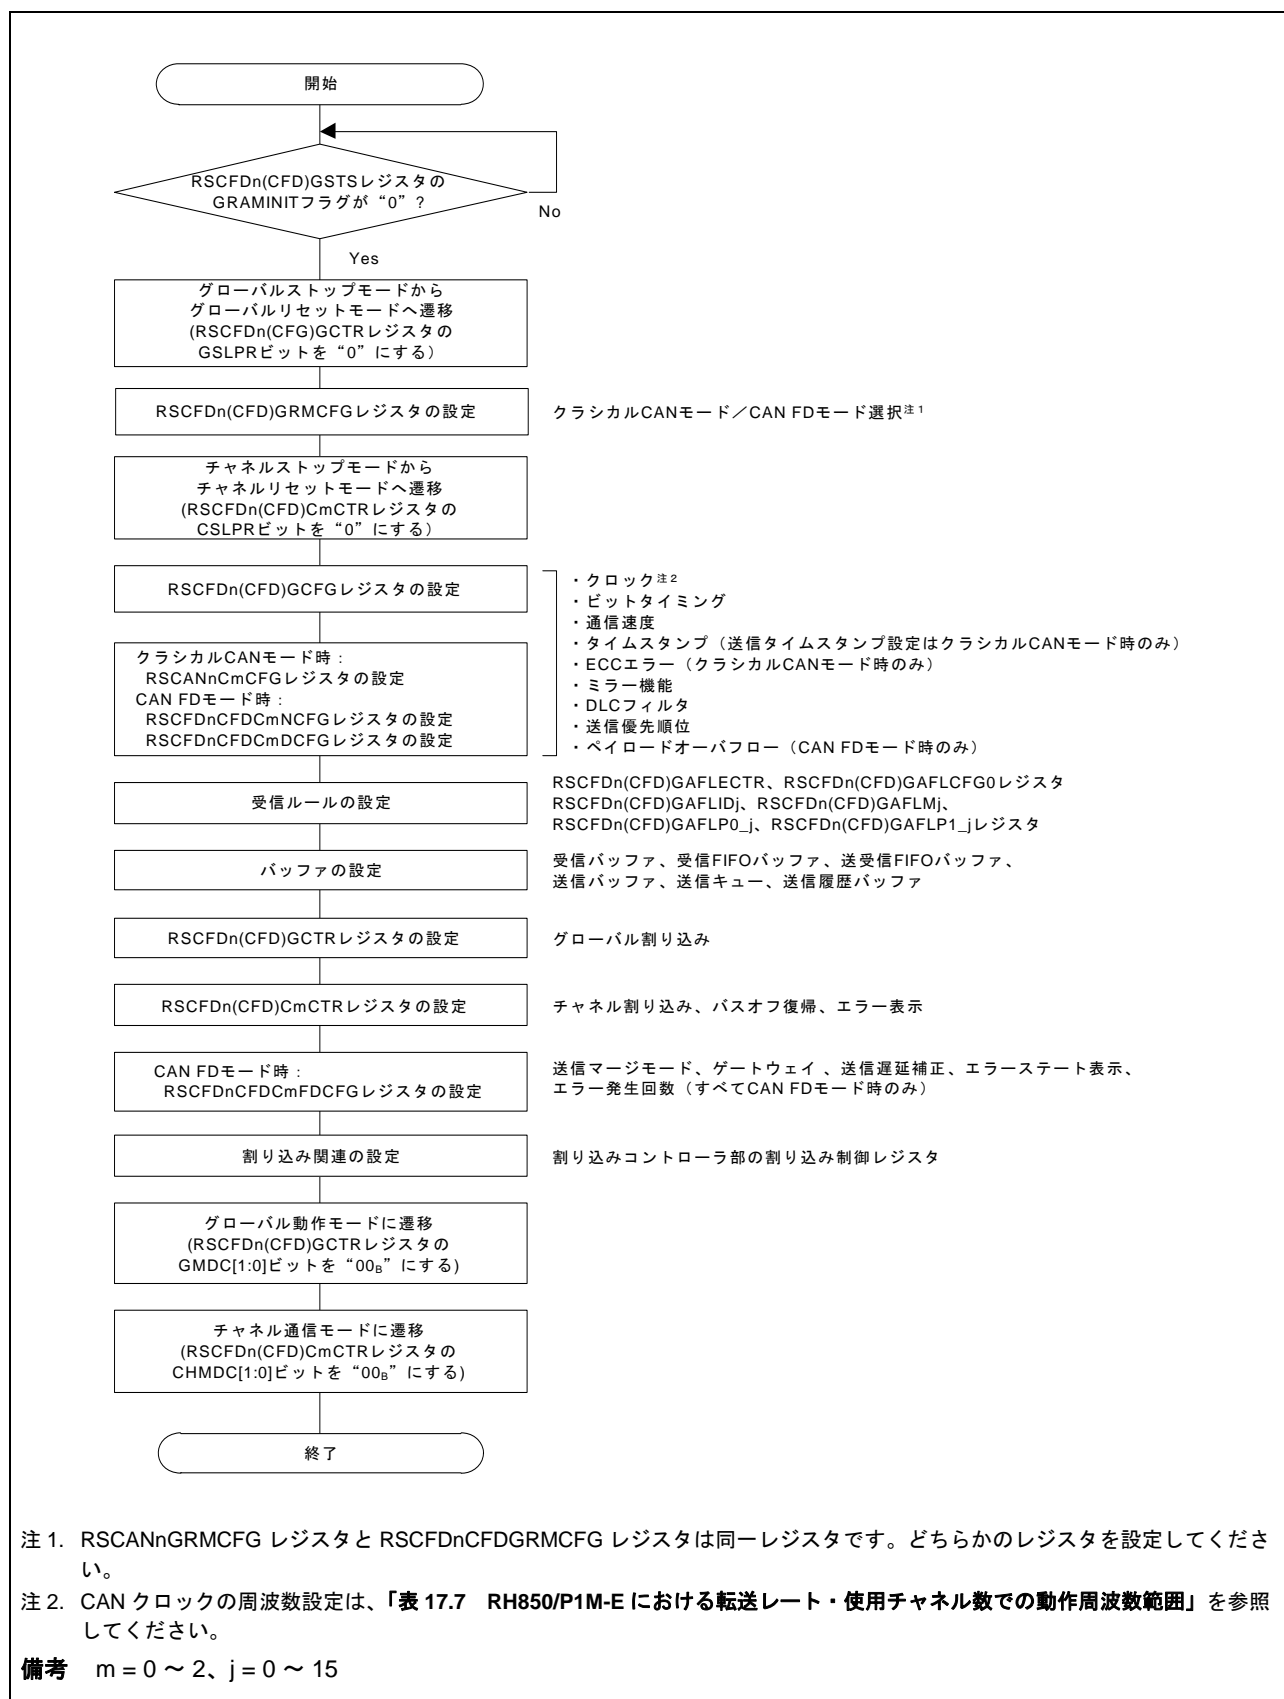 開始
RSCFDn(CFD)GSTSレジスタの
GRAMINITフラグが“0”？
No
Yes
グローバルストップモードから
グローバルリセットモードへ遷移
(RSCFDn(CFG)GCTRレジスタの
GSLPRビットを“0”にする）
RSCFDn(CFD)GRMCFGレジスタの設定
クラシカルCANモード／CAN FDモード選択注1
チャネルストップモードから
チャネルリセットモードへ遷移
(RSCFDn(CFD)CmCTRレジスタの
CSLPRビットを“0”にする）
RSCFDn(CFD)GCFGレジスタの設定
クラシカルCANモード時：
RSCANnCmCFGレジスタの設定
CAN FDモード時：
RSCFDnCFDCmNCFGレジスタの設定
RSCFDnCFDCmDCFGレジスタの設定
・クロック注2
・ビットタイミング
・通信速度
・タイムスタンプ（送信タイムスタンプ設定はクラシカルCANモード時のみ）
・ECCエラー（クラシカルCANモード時のみ）
・ミラー機能
・DLCフィルタ
・送信優先順位
・ペイロードオーバフロー（CAN FDモード時のみ）
受信ルールの設定
RSCFDn(CFD)GAFLECTR、RSCFDn(CFD)GAFLCFG0レジスタ
RSCFDn(CFD)GAFLIDj、RSCFDn(CFD)GAFLMj、
RSCFDn(CFD)GAFLP0_j、RSCFDn(CFD)GAFLP1_jレジスタ
バッファの設定
受信バッファ、受信FIFOバッファ、送受信FIFOバッファ、
送信バッファ、送信キュー、送信履歴バッファ
RSCFDn(CFD)GCTRレジスタの設定
グローバル割り込み
RSCFDn(CFD)CmCTRレジスタの設定
チャネル割り込み、バスオフ復帰、エラー表示
CAN FDモード時：
RSCFDnCFDCmFDCFGレジスタの設定
送信マージモード、ゲートウェイ、送信遅延補正、エラーステート表示、
エラー発生回数（すべてCAN FDモード時のみ）
割り込み関連の設定
割り込みコントローラ部の割り込み制御レジスタ
グローバル動作モードに遷移
(RSCFDn(CFD)GCTRレジスタの
GMDC[1:0]ビットを“00B”にする)
チャネル通信モードに遷移
(RSCFDn(CFD)CmCTRレジスタの
CHMDC[1:0]ビットを“00B”にする)
終了
注 1. RSCANnGRMCFG レジスタと RSCFDnCFDGRMCFG レジスタは同一レジスタです。どちらかのレジスタを設定してくださ
い。
注 2. CAN クロックの周波数設定は、「表 17.7 RH850/P1M-E における転送レート・使用チャネル数での動作周波数範囲」を参照
してください。
備考 m = 0 ～ 2、j = 0 ～ 15